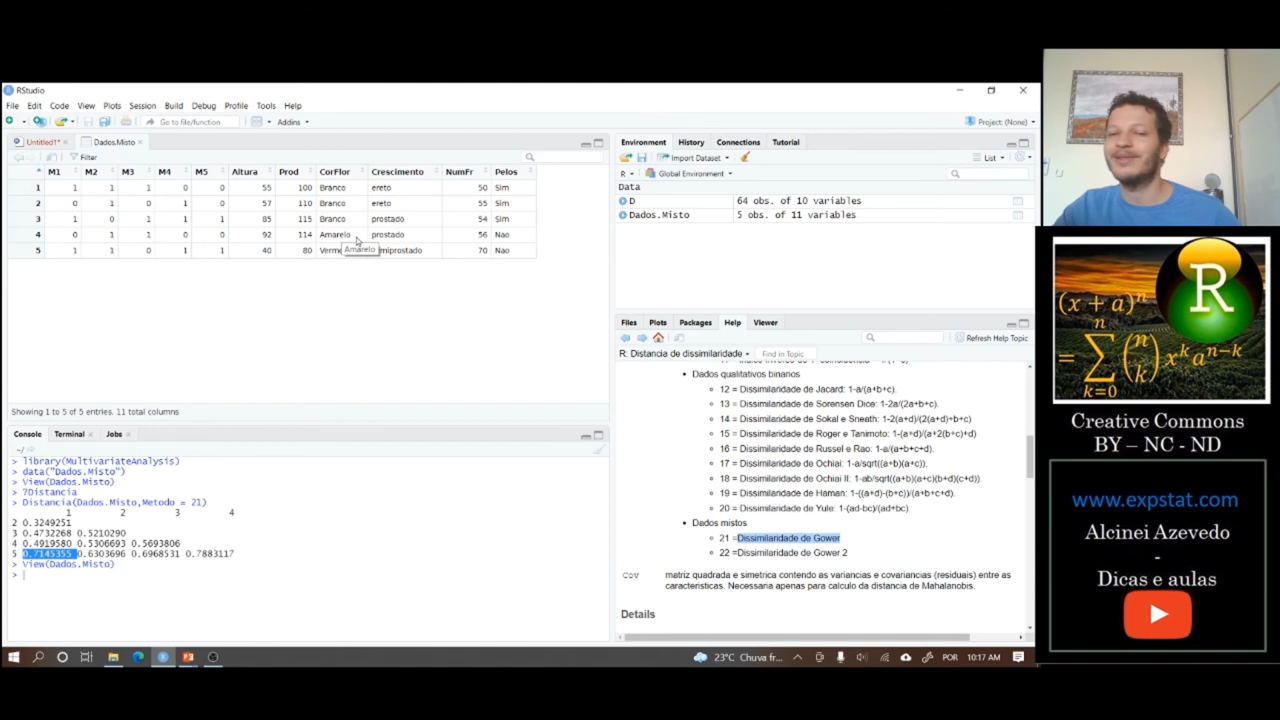 RStudio
File Edit Code View Plots Session Build Debug Profile Tools Help
Go to file/function Addins Project: (None)
Untitled1* Dados.Misto
Filter
M1 M2 M3 M4 M5 Altura Prod CorFlor Crescimento NumFr Pelos
1 1 1 1 0 0 55 100 Branco ereto 50 Sim
2 0 1 0 1 0 57 110 Branco ereto 55 Sim
3 1 0 1 1 1 85 115 Branco prostado 54 Sim
4 0 1 1 0 0 92 114 Amarelo prostado 56 Nao
5 1 1 0 1 1 40 80 Verme Amarelo miprostado 70 Nao
Showing 1 to 5 of 5 entries, 11 total columns
Console Terminal Jobs
~/
> library(MultivariateAnalysis)
> data("Dados.Misto")
> View(Dados.Misto)
> ?Distancia
> Distancia(Dados.Misto,Metodo = 21)
1 2 3 4
2 0.3249251
3 0.4732268 0.5210290
4 0.4919580 0.5306693 0.5693806
5 0.7145355 0.6303696 0.6968531 0.7883117
> View(Dados.Misto)
>
Environment History Connections Tutorial
Import Dataset List
R Global Environment
Data
D 64 obs. of 10 variables
Dados.Misto 5 obs. of 11 variables
Files Plots Packages Help Viewer
Refresh Help Topic
R: Distancia de dissimilaridade Find in Topic
• Dados qualitativos binarios
12 = Dissimilaridade de Jacard: 1-a/(a+b+c).
13 = Dissimilaridade de Sorensen Dice: 1-2a/(2a+b+c).
14 = Dissimilaridade de Sokal e Sneath: 1-2(a+d)/(2(a+d)+b+c)
15 = Dissimilaridade de Roger e Tanimoto: 1-(a+d)/(a+2(b+c)+d)
16 = Dissimilaridade de Russel e Rao: 1-a/(a+b+c+d).
17 = Dissimilaridade de Ochiai: 1-a/sqrt((a+b)(a+c)).
18 = Dissimilaridade de Ochiai II: 1-ab/sqrt((a+b)(a+c)(b+d)(c+d)).
19 = Dissimilaridade de Haman: 1-((a+d)-(b+c))/(a+b+c+d).
20 = Dissimilaridade de Yule: 1-(ad-bc)/(ad+bc).
• Dados mistos
21 =Dissimilaridade de Gower
22 =Dissimilaridade de Gower 2
Cov matriz quadrada e simetrica contendo as variancias e covariancias (residuais) entre as
caracteristicas. Necessaria apenas para calculo da distancia de Mahalanobis.
Details
23°C Chuva fr... POR 10:17 AM
(x + a)^n
= ∑ n k=0 (n k) x^k a^{n-k}
R
Creative Commons
BY – NC - ND
www.expstat.com
Alcinei Azevedo
-
Dicas e aulas